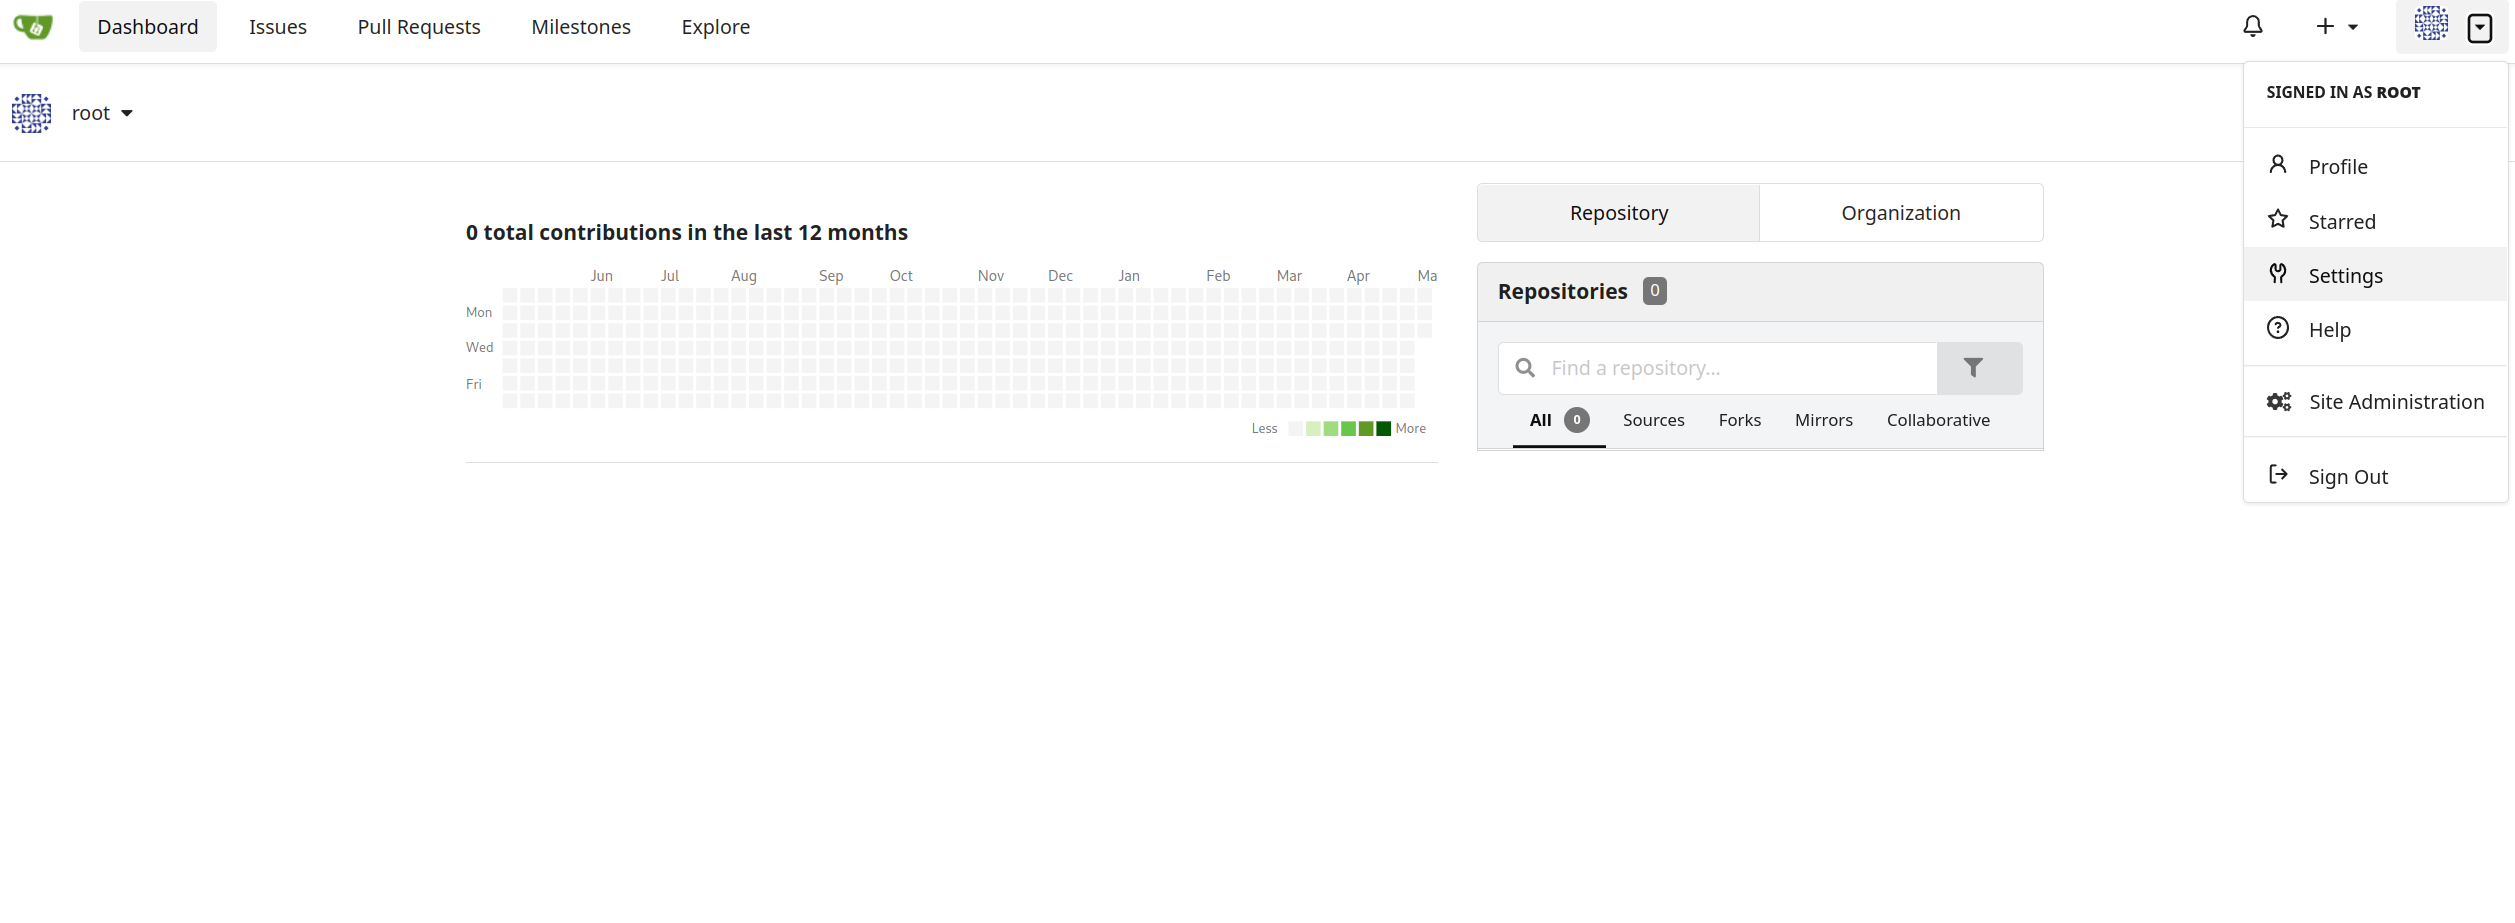 Dashboard Issues Pull Requests Milestones Explore
root
SIGNED IN AS ROOT
Profile
Starred
Settings
Help
Site Administration
Sign Out
0 total contributions in the last 12 months
Jun Jul Aug Sep Oct Nov Dec Jan Feb Mar Apr Ma
Mon
Wed
Fri
Less More
Repository Organization
Repositories 0
Find a repository...
All 0 Sources Forks Mirrors Collaborative